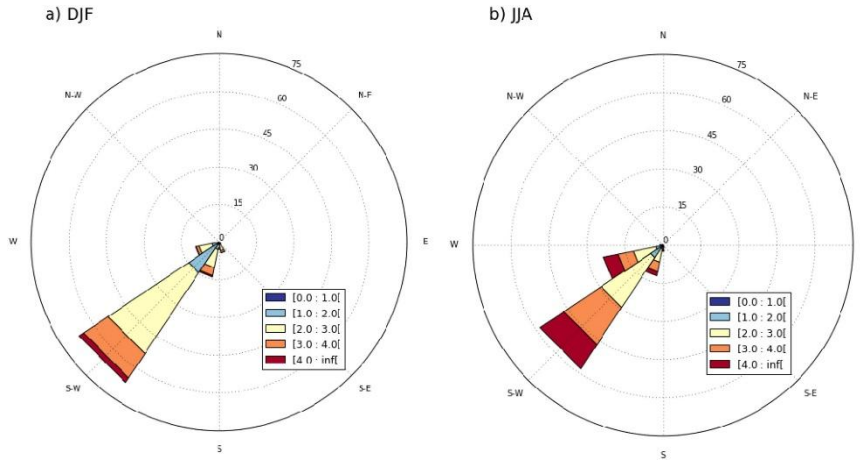 a) DJF
N
N-W
N-F
W
E
S-W
S-E
S
75
60
45
30
15
0
[0.0 : 1.0[
[1.0 : 2.0[
[2.0 : 3.0[
[3.0 : 4.0[
[4.0 : inf[
b) JJA
N
N-W
N-E
W
E
S-W
S-E
S
75
60
45
30
15
0
[0.0 : 1.0[
[1.0 : 2.0[
[2.0 : 3.0[
[3.0 : 4.0[
[4.0 : inf[